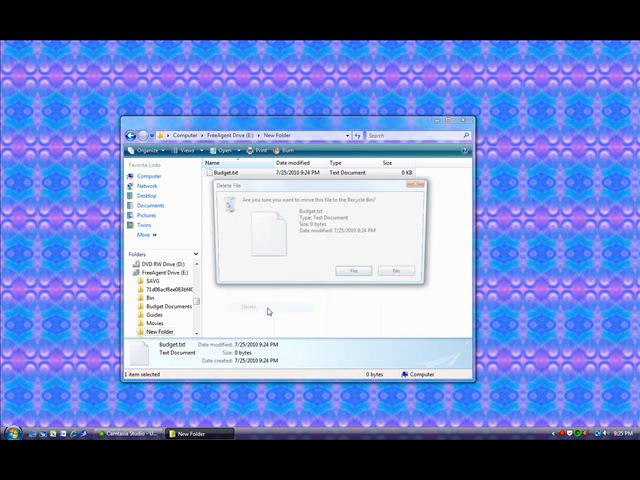 Computer ▸ FreeAgent Drive (E:) ▸ New Folder
Search
Organize
Views
Open
Print
Burn
Favorite Links
Computer
Network
Desktop
Documents
Pictures
Twins
More
Folders
DVD RW Drive (D:)
FreeAgent Drive (E:)
$AVG
Bin
Budget Documents
Guides
Movies
New Folder
Name
Date modified
Type
Size
Budget.txt
7/25/2010 9:24 PM
Text Document
0 KB
Delete File
Are you sure you want to move this file to the Recycle Bin?
Budget.txt
Type: Text Document
Size: 0 bytes
Date modified: 7/25/2010 9:24 PM
Yes
No
Delete
Budget.txt
Text Document
Date modified: 7/25/2010 9:24 PM
Size: 0 bytes
Date created: 7/25/2010 9:24 PM
1 item selected
0 bytes
Computer
Camtasia Studio - U...
New Folder
9:25 PM